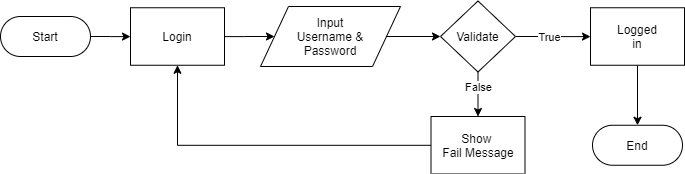 Start
Login
Input
Username &
Password
Validate
True
Logged
in
False
Show
Fail Message
End